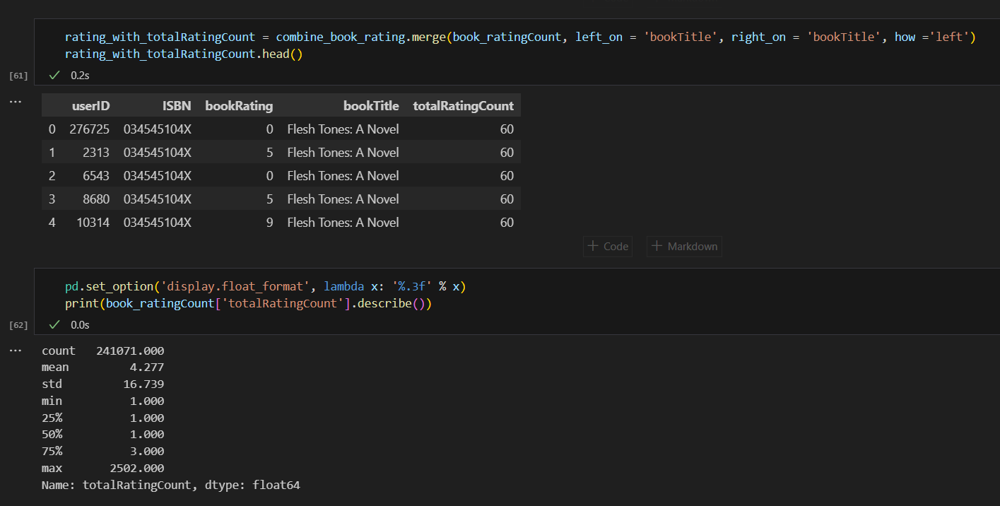 rating_with_totalRatingCount = combine_book_rating.merge(book_ratingCount, left_on = 'bookTitle', right_on = 'bookTitle', how ='left')
rating_with_totalRatingCount.head()
[61] ✓ 0.2s
...
userID ISBN bookRating bookTitle totalRatingCount
0 276725 034545104X 0 Flesh Tones: A Novel 60
1 2313 034545104X 5 Flesh Tones: A Novel 60
2 6543 034545104X 0 Flesh Tones: A Novel 60
3 8680 034545104X 5 Flesh Tones: A Novel 60
4 10314 034545104X 9 Flesh Tones: A Novel 60
+ Code + Markdown
pd.set_option('display.float_format', lambda x: '%.3f' % x)
print(book_ratingCount['totalRatingCount'].describe())
[62] ✓ 0.0s
...
count 241071.000
mean 4.277
std 16.739
min 1.000
25% 1.000
50% 1.000
75% 3.000
max 2502.000
Name: totalRatingCount, dtype: float64